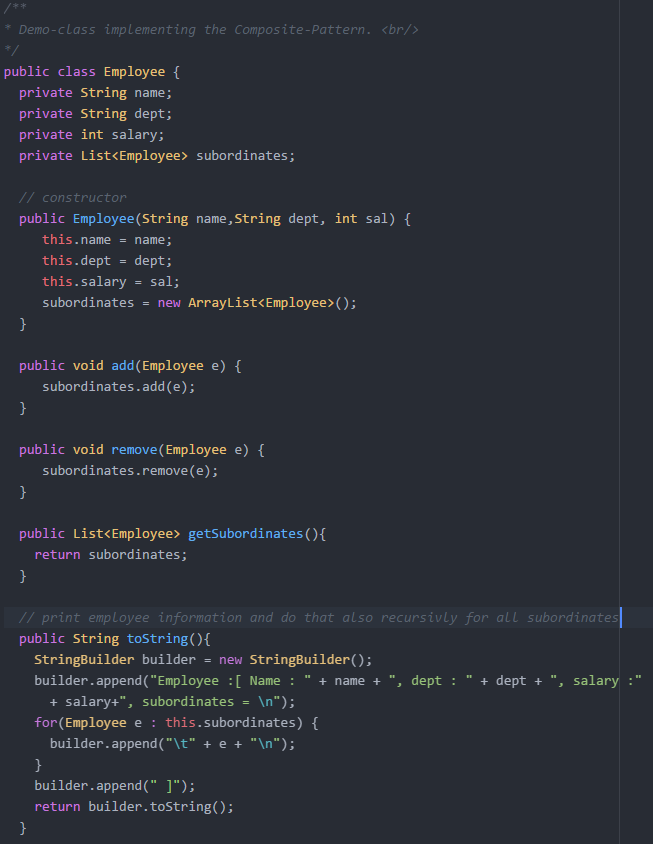 /**
* Demo-class implementing the Composite-Pattern. <br/>
*/
public class Employee {
  private String name;
  private String dept;
  private int salary;
  private List<Employee> subordinates;

  // constructor
  public Employee(String name,String dept, int sal) {
     this.name = name;
     this.dept = dept;
     this.salary = sal;
     subordinates = new ArrayList<Employee>();
  }

  public void add(Employee e) {
     subordinates.add(e);
  }

  public void remove(Employee e) {
     subordinates.remove(e);
  }

  public List<Employee> getSubordinates(){
    return subordinates;
  }

  // print employee information and do that also recursivly for all subordinates
  public String toString(){
    StringBuilder builder = new StringBuilder();
    builder.append("Employee :[ Name : " + name + ", dept : " + dept + ", salary :"
      + salary+", subordinates = \n");
    for(Employee e : this.subordinates) {
      builder.append("\t" + e + "\n");
    }
    builder.append(" ]");
    return builder.toString();
  }